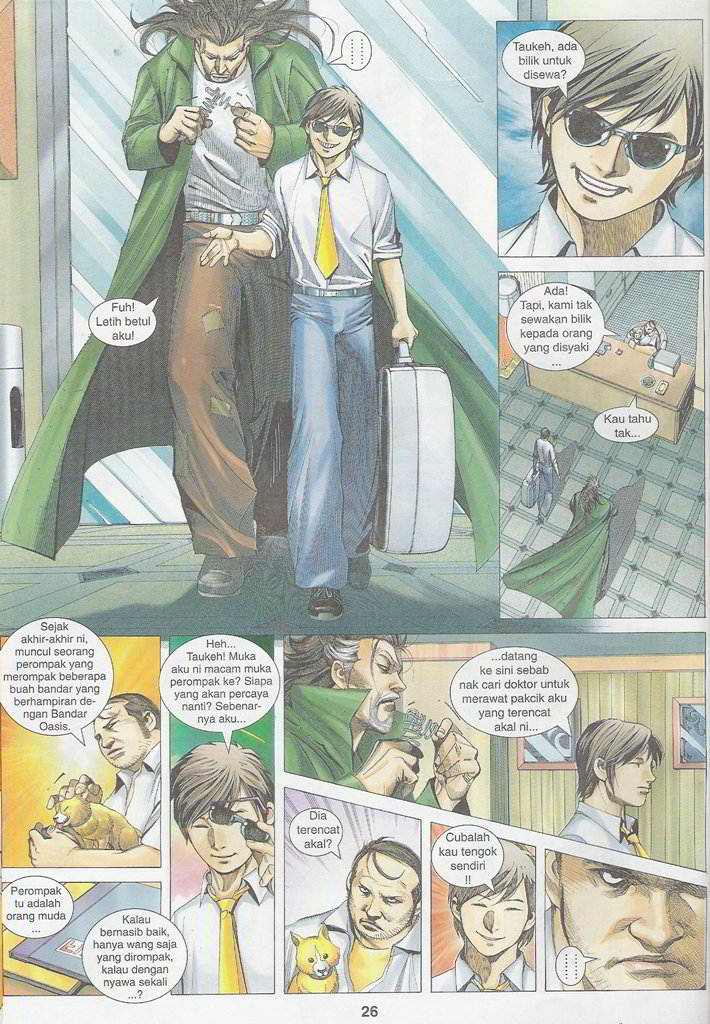 Fuh!
Letih betul
aku!
Taukeh, ada
bilik untuk
disewa?
Ada!
Tapi, kami tak
sewakan bilik
kepada orang
yang disyaki
...
Kau tahu
tak...
Sejak
akhir-akhir ni,
muncul seorang
perompak yang
merompak beberapa
buah bandar yang
berhampiran de-
ngan Bandar
Oasis.
Perompak
tu adalah
orang muda
...
Kalau
bernasib baik,
hanya wang saja
yang dirompak,
kalau dengan
nyawa sekali
...?
Heh...
Taukeh! Muka
aku ni macam muka
perompak ke? Siapa
yang akan percaya
nanti? Sebenar-
nya aku...
...datang
ke sini sebab
nak cari doktor untuk
merawat pakcik aku
yang terencat
akal ni...
Dia
terencat
akal?
Cubalah
kau tengok
sendiri
!!
26